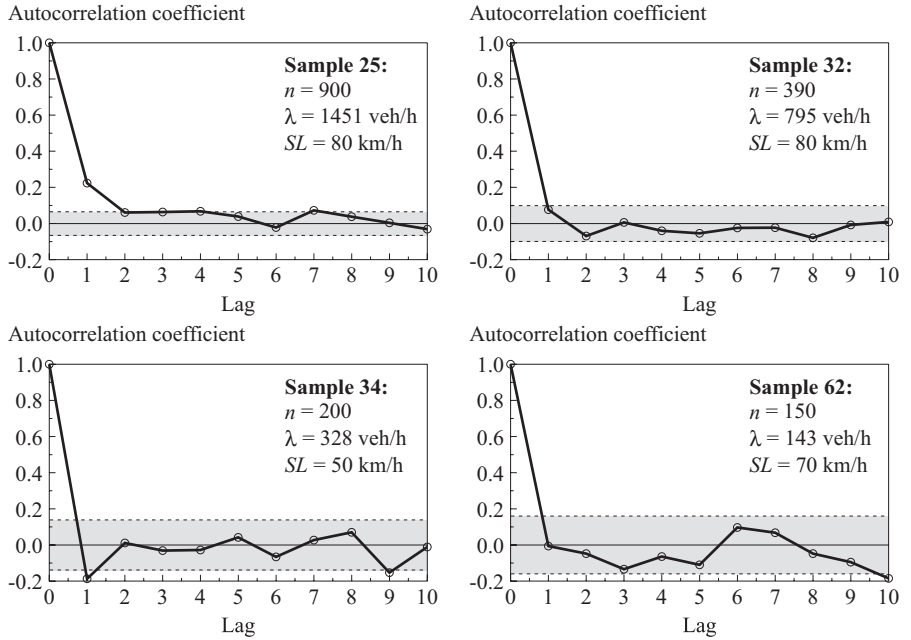 Autocorrelation coefficient
1.0
0.8
0.6
0.4
0.2
0.0
-0.2
0 1 2 3 4 5 6 7 8 9 10
Lag
Sample 25:
n = 900
λ = 1451 veh/h
SL = 80 km/h
Autocorrelation coefficient
1.0
0.8
0.6
0.4
0.2
0.0
-0.2
0 1 2 3 4 5 6 7 8 9 10
Lag
Sample 32:
n = 390
λ = 795 veh/h
SL = 80 km/h
Autocorrelation coefficient
1.0
0.8
0.6
0.4
0.2
0.0
-0.2
0 1 2 3 4 5 6 7 8 9 10
Lag
Sample 34:
n = 200
λ = 328 veh/h
SL = 50 km/h
Autocorrelation coefficient
1.0
0.8
0.6
0.4
0.2
0.0
-0.2
0 1 2 3 4 5 6 7 8 9 10
Lag
Sample 62:
n = 150
λ = 143 veh/h
SL = 70 km/h